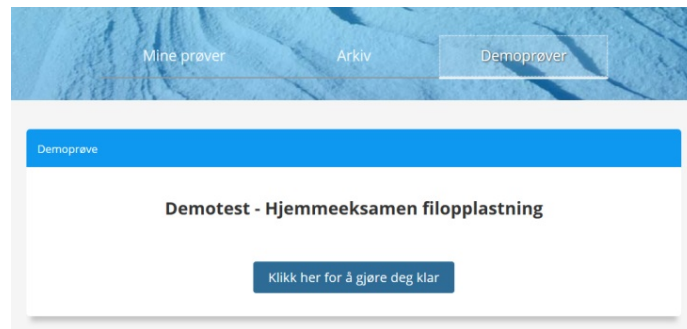 Mine prøver Arkiv Demoprøver
Demoprøve
Demotest - Hjemmeeksamen filopplastning
Klikk her for å gjøre deg klar